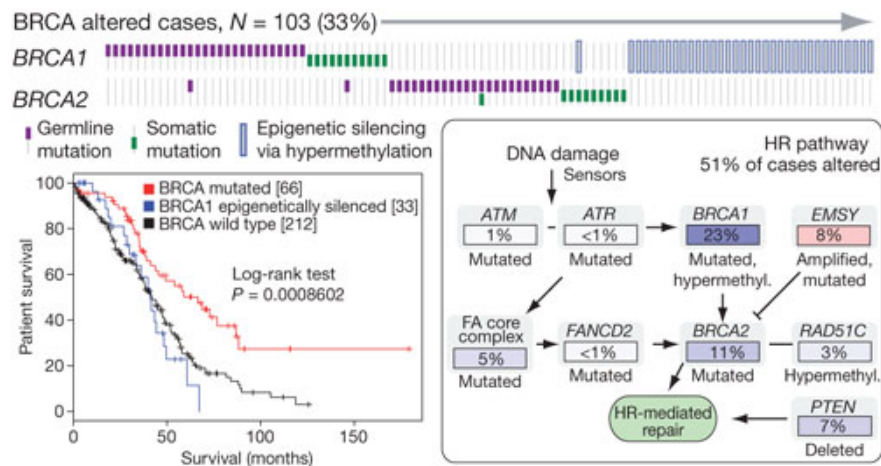 BRCA altered cases, N = 103 (33%)
BRCA1
BRCA2
Germline mutation
Somatic mutation
Epigenetic silencing via hypermethylation
100
80
60
40
20
0
Patient survival
BRCA mutated [66]
BRCA1 epigenetically silenced [33]
BRCA wild type [212]
Log-rank test
P = 0.0008602
0
50
100
150
Survival (months)
HR pathway
51% of cases altered
DNA damage
Sensors
ATM
1%
Mutated
ATR
<1%
Mutated
BRCA1
23%
Mutated,
hypermethyl.
EMSY
8%
Amplified,
mutated
FA core
complex
5%
Mutated
FANCD2
<1%
Mutated
BRCA2
11%
Mutated
RAD51C
3%
Hypermethyl.
HR-mediated
repair
PTEN
7%
Deleted